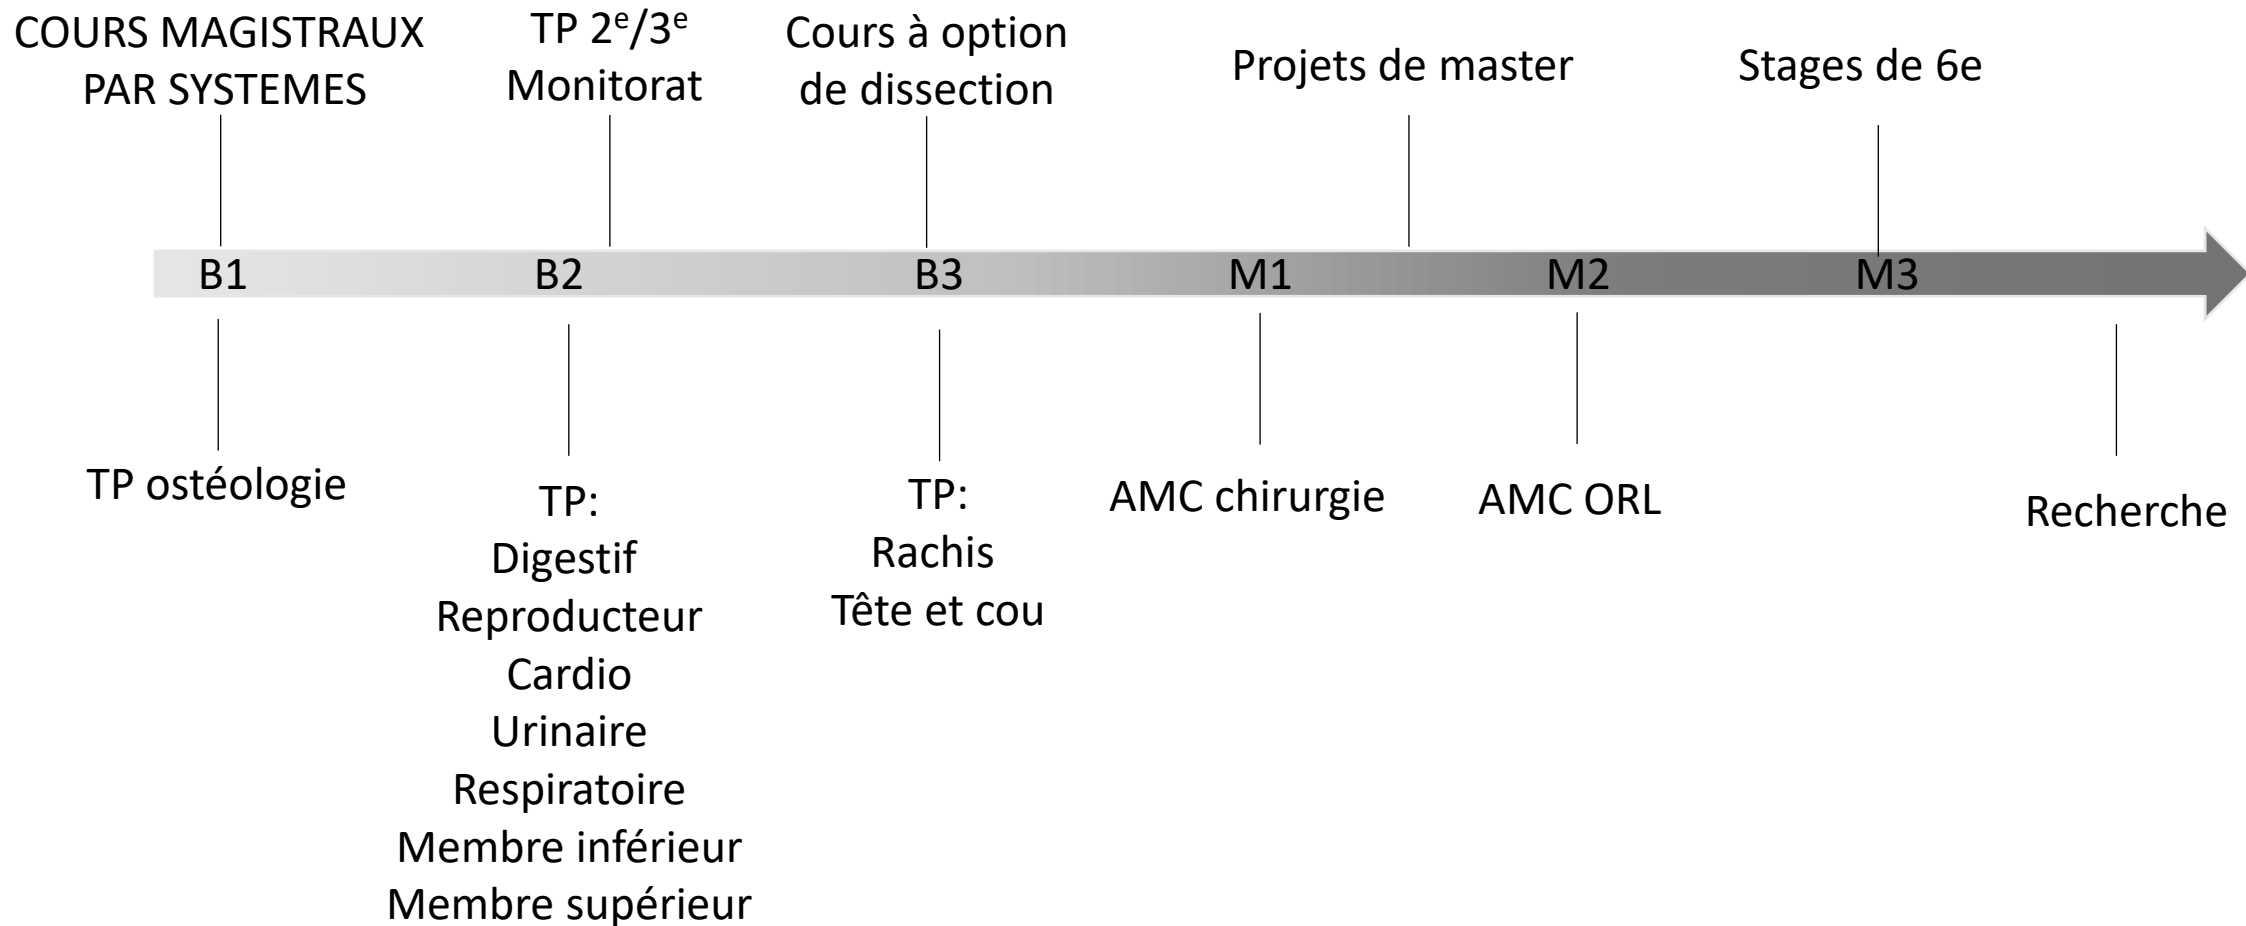 COURS MAGISTRAUX
PAR SYSTEMES
TP 2e/3e
Monitorat
Cours à option
de dissection
Projets de master
Stages de 6e
B1
B2
B3
M1
M2
M3
TP ostéologie
TP:
Digestif
Reproducteur
Cardio
Urinaire
Respiratoire
Membre inférieur
Membre supérieur
TP:
Rachis
Tête et cou
AMC chirurgie
AMC ORL
Recherche